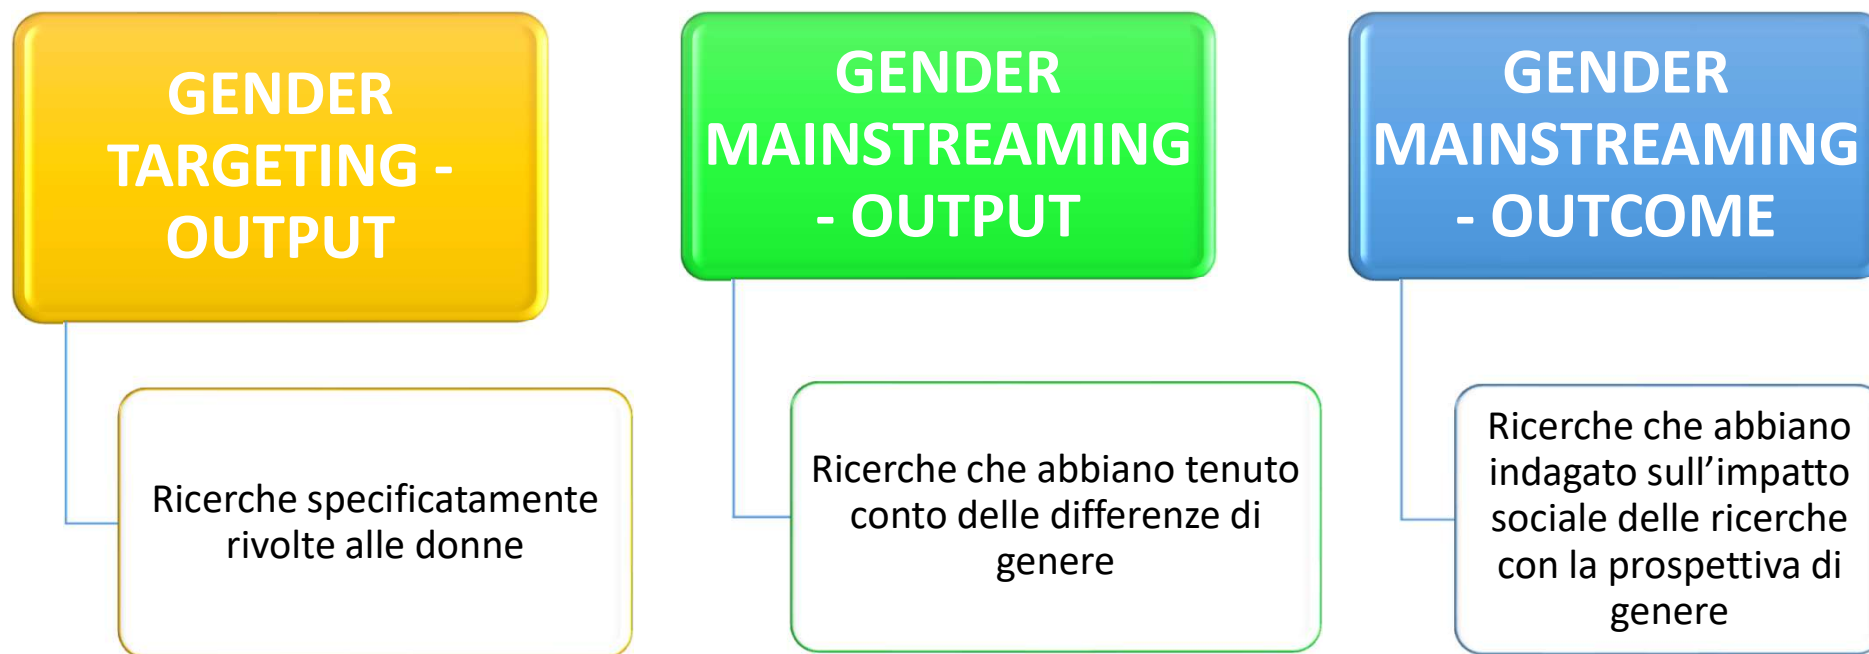 GENDER
TARGETING -
OUTPUT
Ricerche specificatamente
rivolte alle donne
GENDER
MAINSTREAMING
- OUTPUT
Ricerche che abbiano tenuto
conto delle differenze di
genere
GENDER
MAINSTREAMING
- OUTCOME
Ricerche che abbiano
indagato sull’impatto
sociale delle ricerche
con la prospettiva di
genere